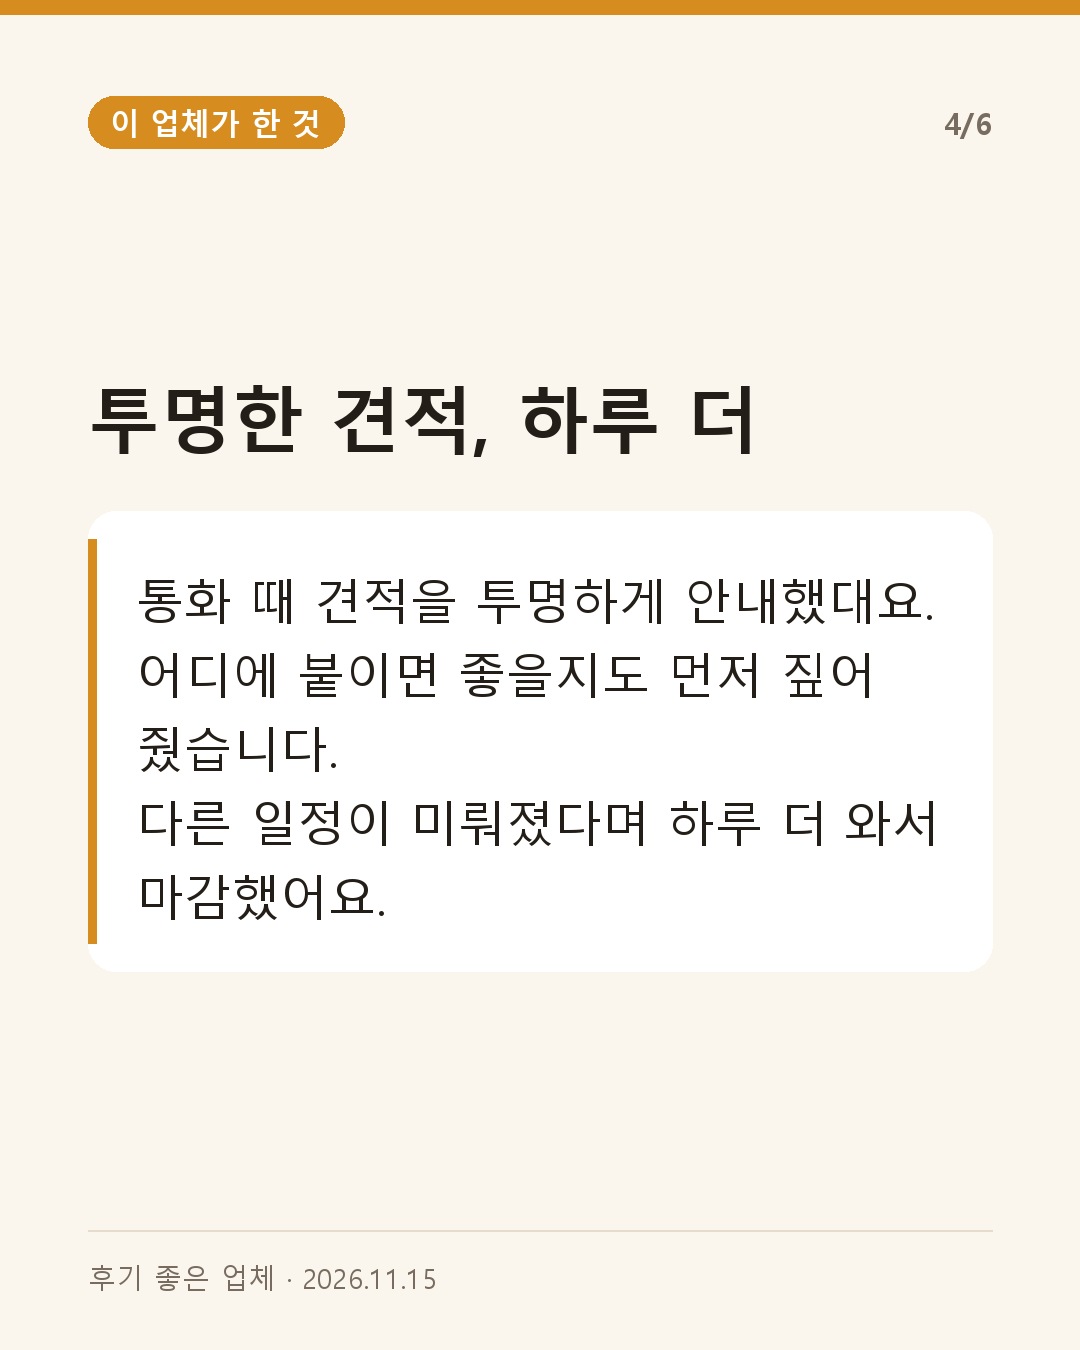 이 업체가 한 것
4/6
투명한 견적, 하루 더
통화 때 견적을 투명하게 안내했대요.
어디에 붙이면 좋을지도 먼저 짚어
줬습니다.
다른 일정이 미뤄졌다며 하루 더 와서
마감했어요.
후기 좋은 업체 · 2026.11.15